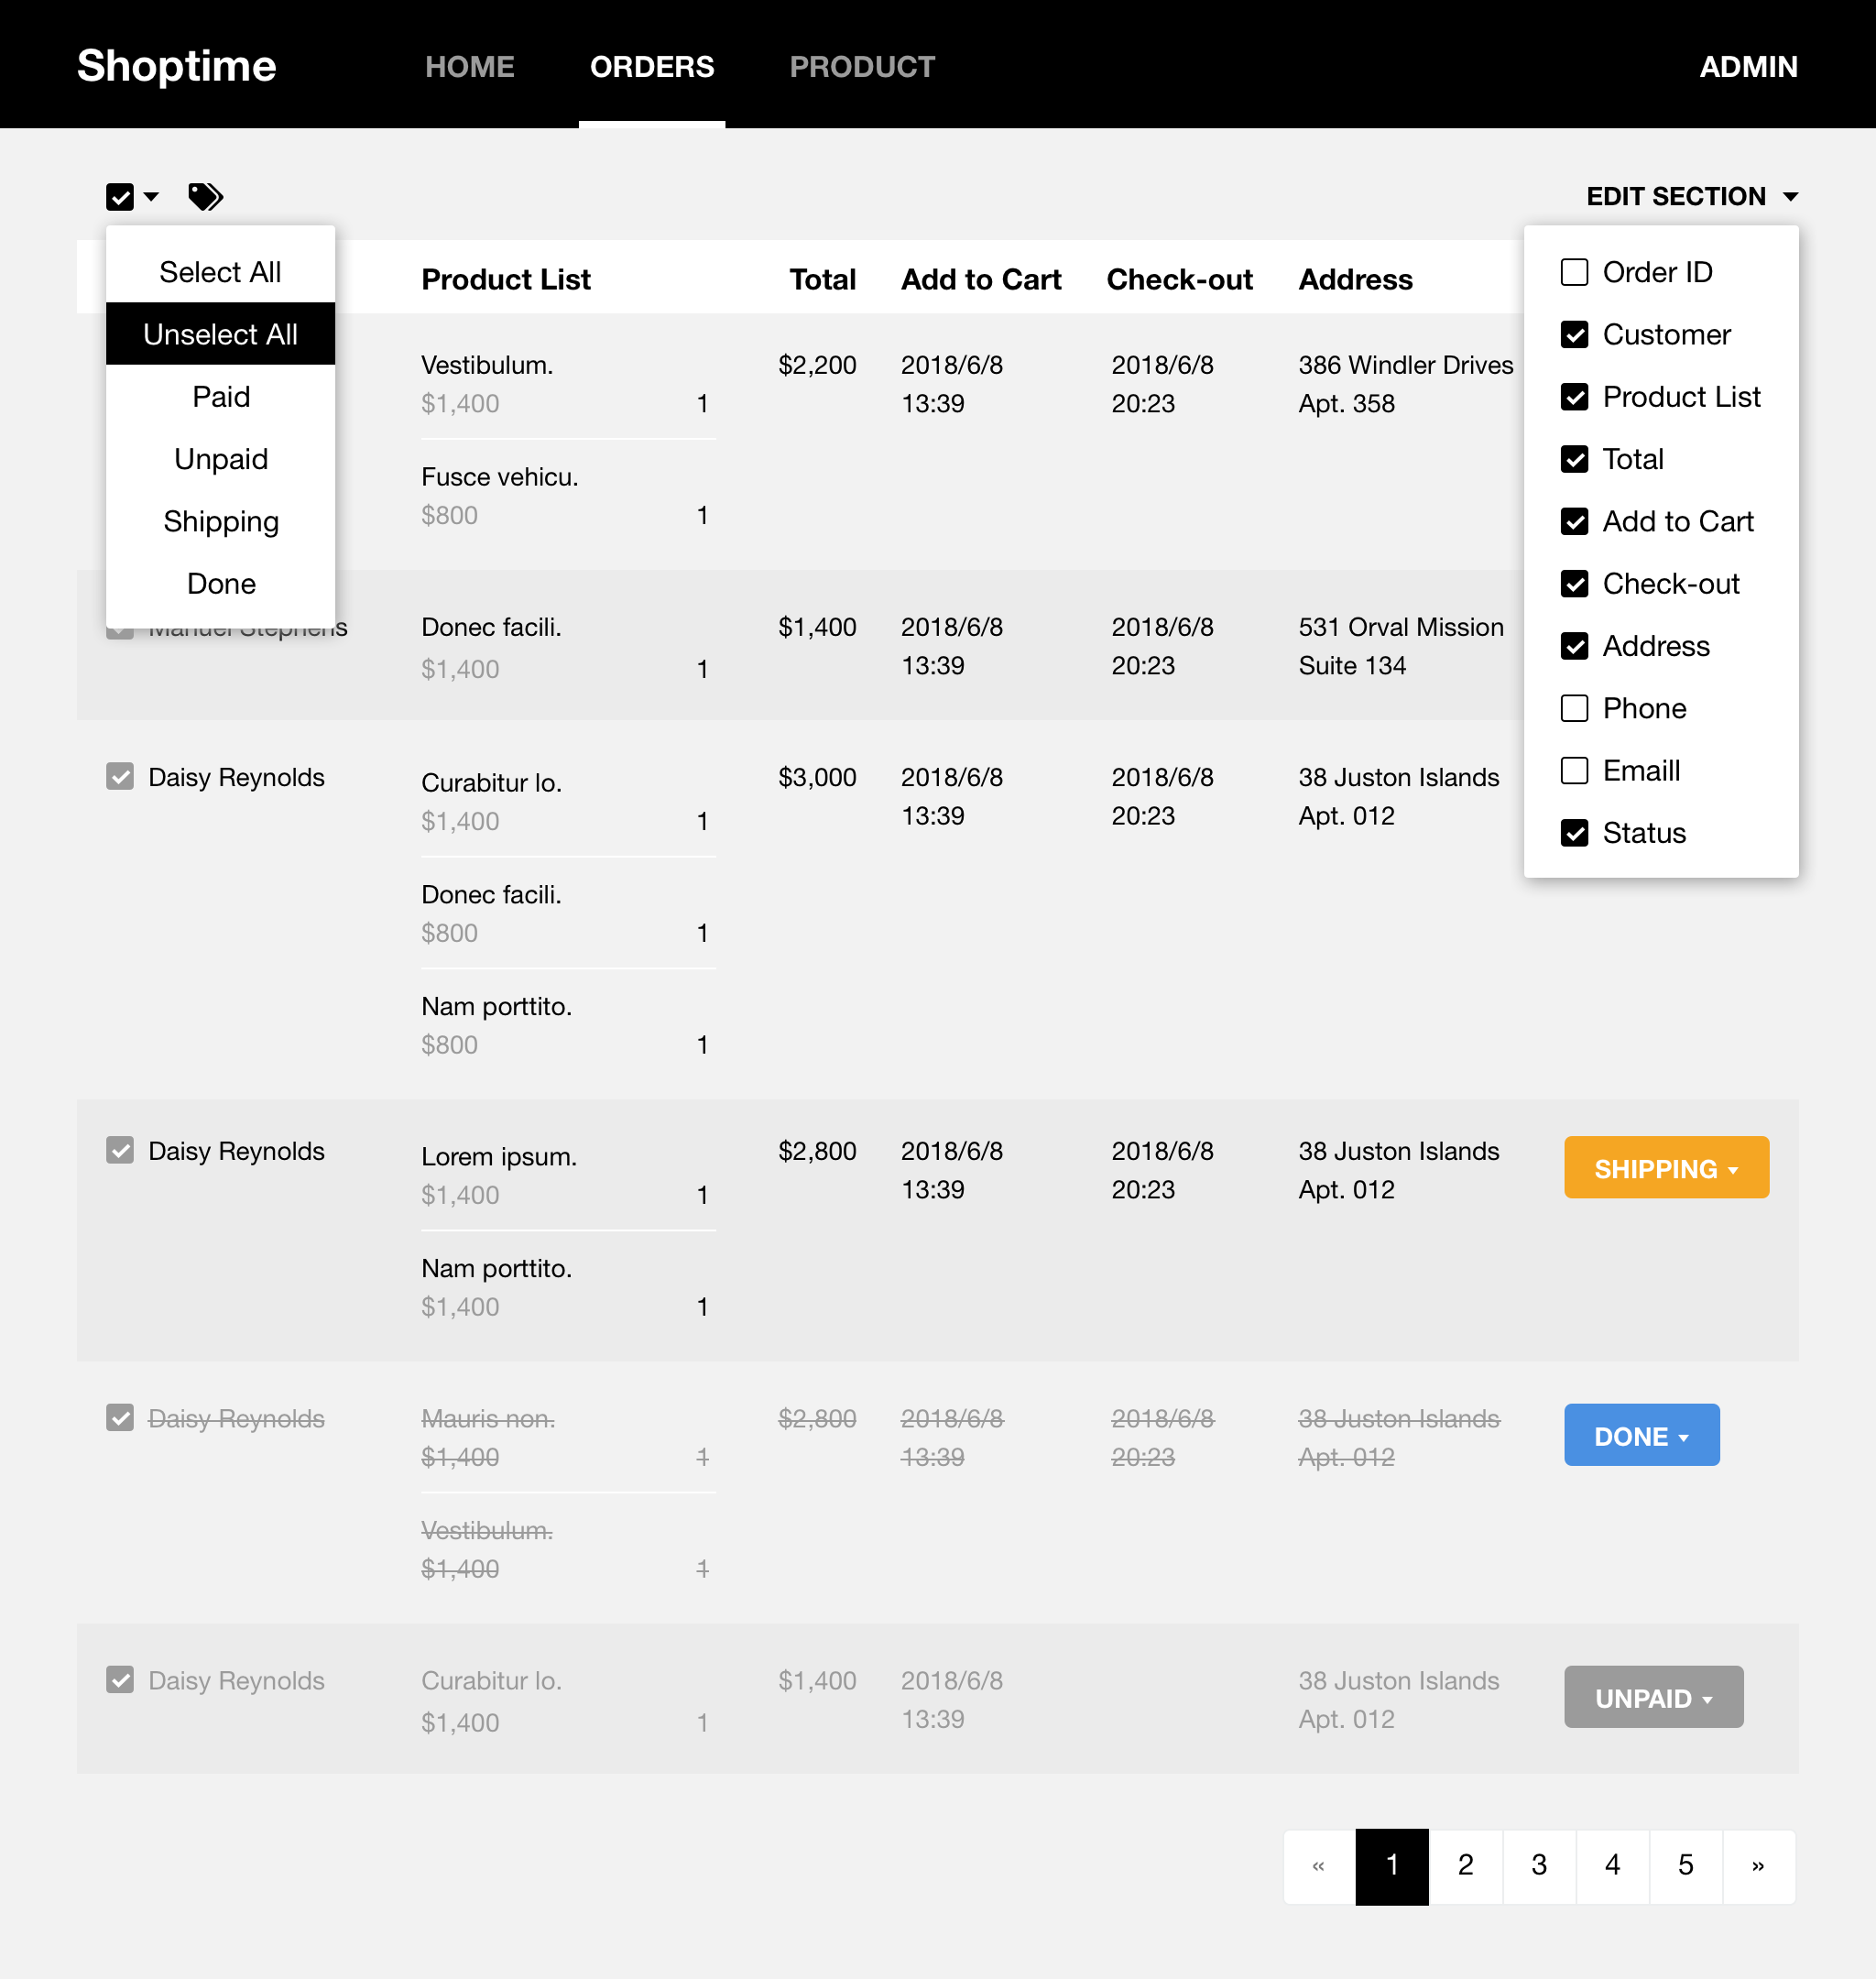 Shoptime HOME ORDERS PRODUCT ADMIN
EDIT SECTION
Select All
Unselect All
Paid
Unpaid
Shipping
Done
Order ID
Customer
Product List
Total
Add to Cart
Check-out
Address
Phone
Emaill
Status
Product List Total Add to Cart Check-out Address
Vestibulum. $2,200 2018/6/8 2018/6/8 386 Windler Drives
$1,400 1 13:39 20:23 Apt. 358
Fusce vehicu.
$800 1
Manuel Stephens Donec facili. $1,400 2018/6/8 2018/6/8 531 Orval Mission
$1,400 1 13:39 20:23 Suite 134
Daisy Reynolds Curabitur lo. $3,000 2018/6/8 2018/6/8 38 Juston Islands
$1,400 1 13:39 20:23 Apt. 012
Donec facili.
$800 1
Nam porttito.
$800 1
Daisy Reynolds Lorem ipsum. $2,800 2018/6/8 2018/6/8 38 Juston Islands SHIPPING
$1,400 1 13:39 20:23 Apt. 012
Nam porttito.
$1,400 1
Daisy Reynolds Mauris non. $2,800 2018/6/8 2018/6/8 38 Juston Islands DONE
$1,400 1 13:39 20:23 Apt. 012
Vestibulum.
$1,400 1
Daisy Reynolds Curabitur lo. $1,400 2018/6/8 38 Juston Islands UNPAID
$1,400 1 13:39 Apt. 012
« 1 2 3 4 5 »